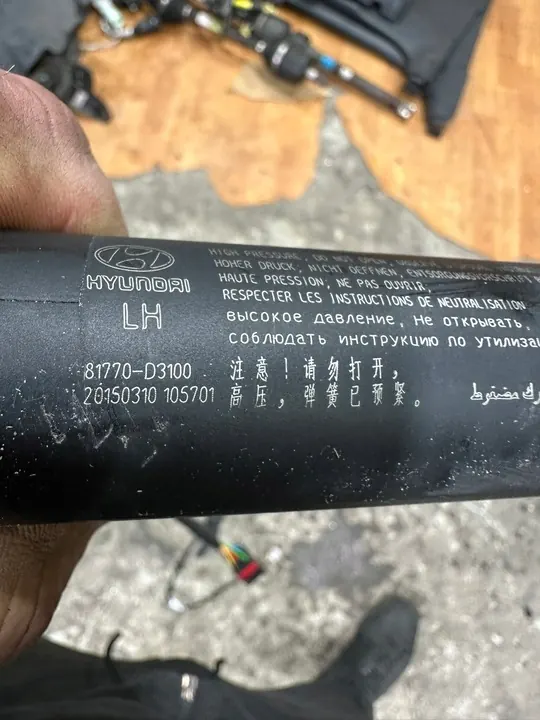 HYUNDAI
LH
81770-D3100
20150310 105701
HIGH PRESSURE, DO NOT OPEN,
HOHER DRUCK, NICHT OEFFNEN,
HAUTE PRESSION, NE PAS OUVRIR,
RESPECTER LES INSTRUCTIONS DE NEUTRALISATION
высокое давление, не открывать,
соблюдать инструкцию по утилиза
注意！请勿打开，
高压，弹簧已预紧。
مضغوط